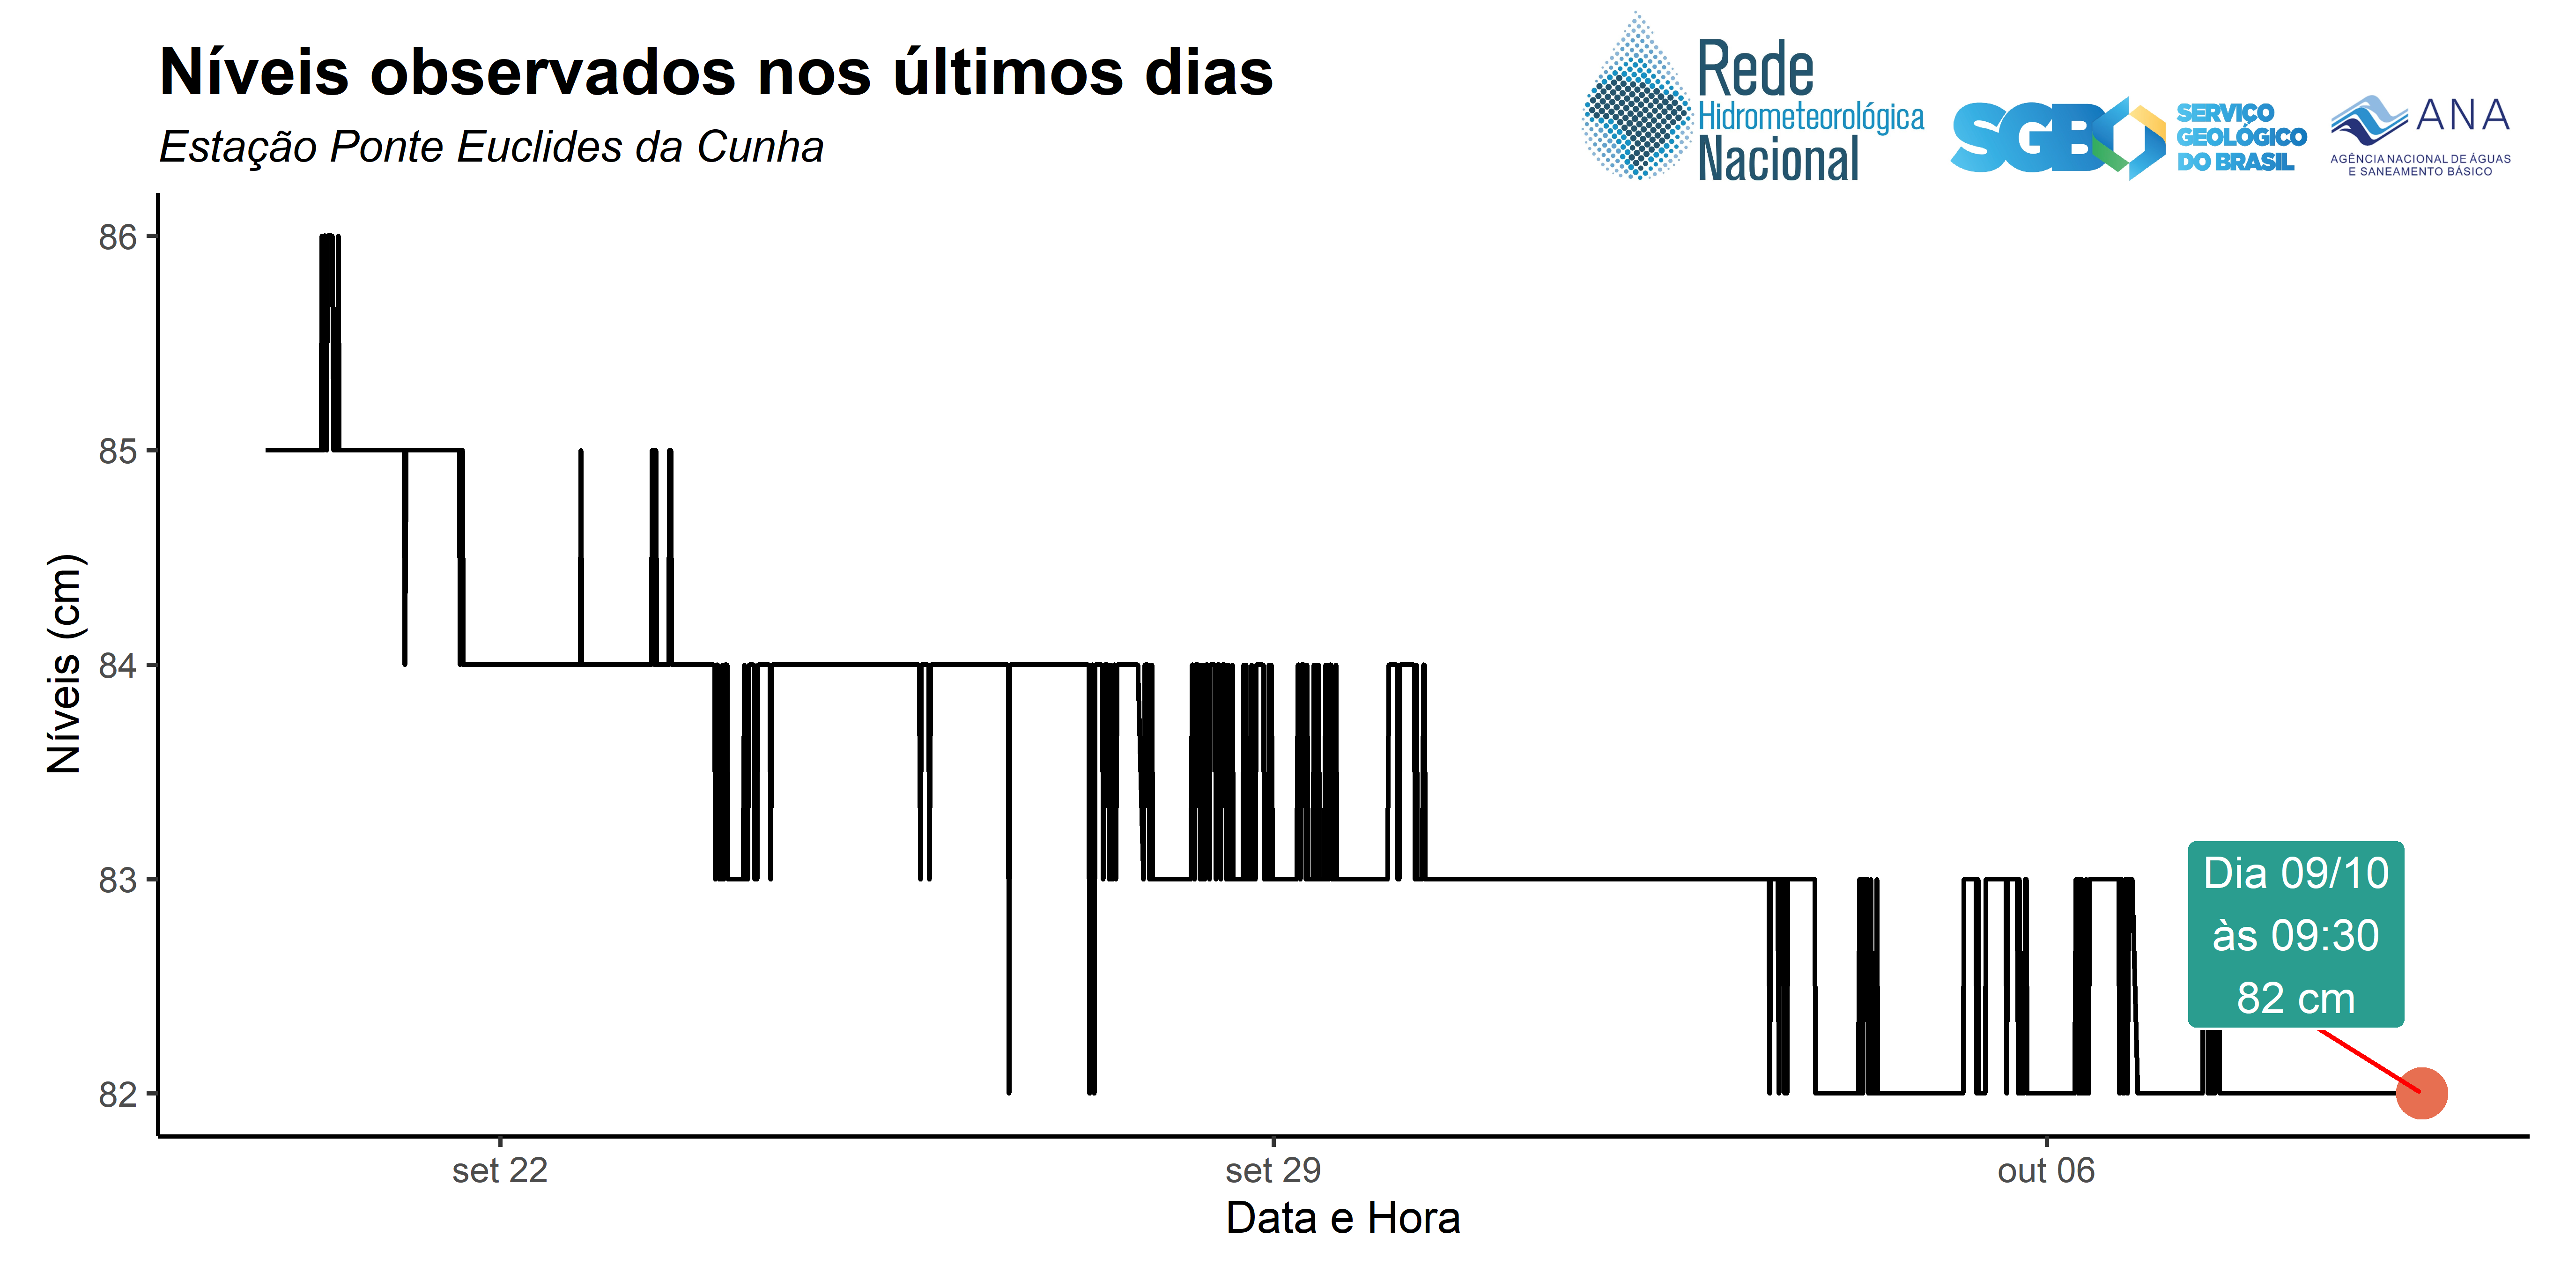 Níveis observados nos últimos dias
Estação Ponte Euclides da Cunha
Rede
Hidrometeorológica
Nacional
SGB
SERVIÇO
GEOLÓGICO
DO BRASIL
ANA
AGÊNCIA NACIONAL DE ÁGUAS
E SANEAMENTO BÁSICO
Níveis (cm)
86
85
84
83
82
Dia 09/10
às 09:30
82 cm
set 22
set 29
out 06
Data e Hora